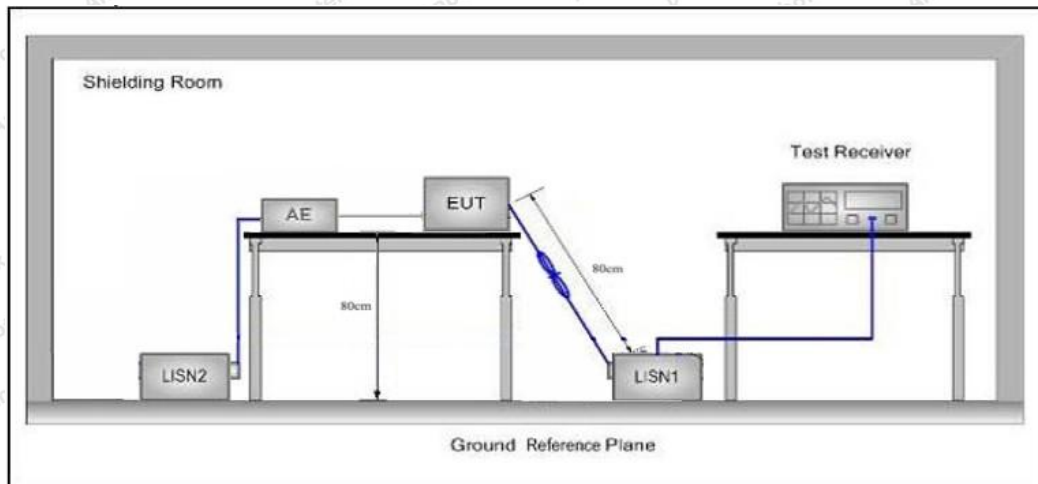 Shielding Room
Test Receiver
AE
EUT
80cm
80cm
LISN2
LISN1
Ground Reference Plane